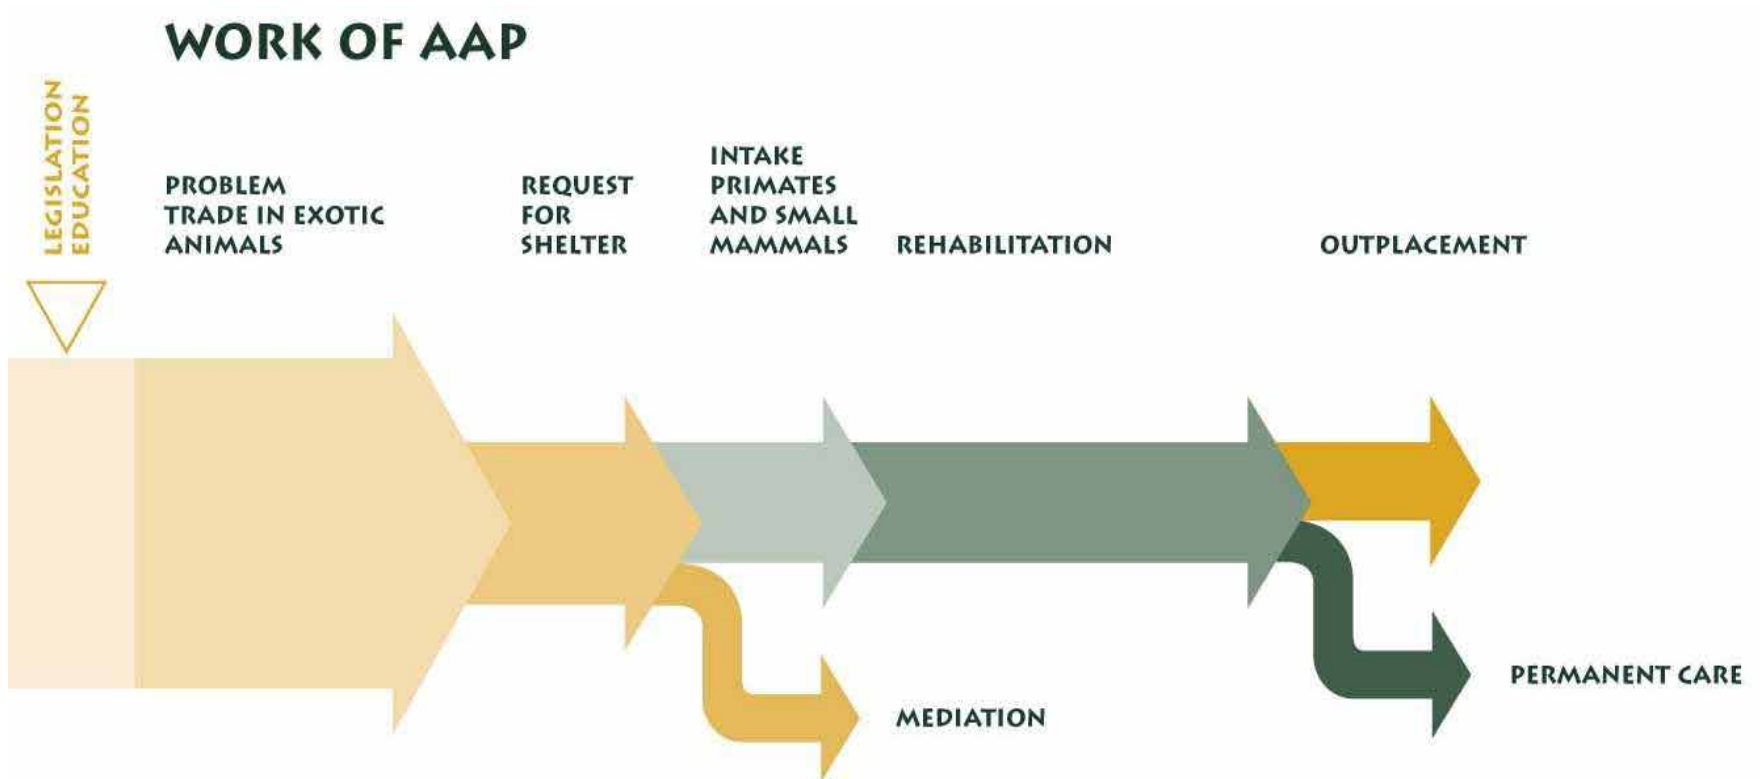 WORK OF AAP
LEGISLATION
EDUCATION
PROBLEM
TRADE IN EXOTIC
ANIMALS
REQUEST
FOR
SHELTER
INTAKE
PRIMATES
AND SMALL
MAMMALS
REHABILITATION
OUTPLACEMENT
MEDIATION
PERMANENT CARE